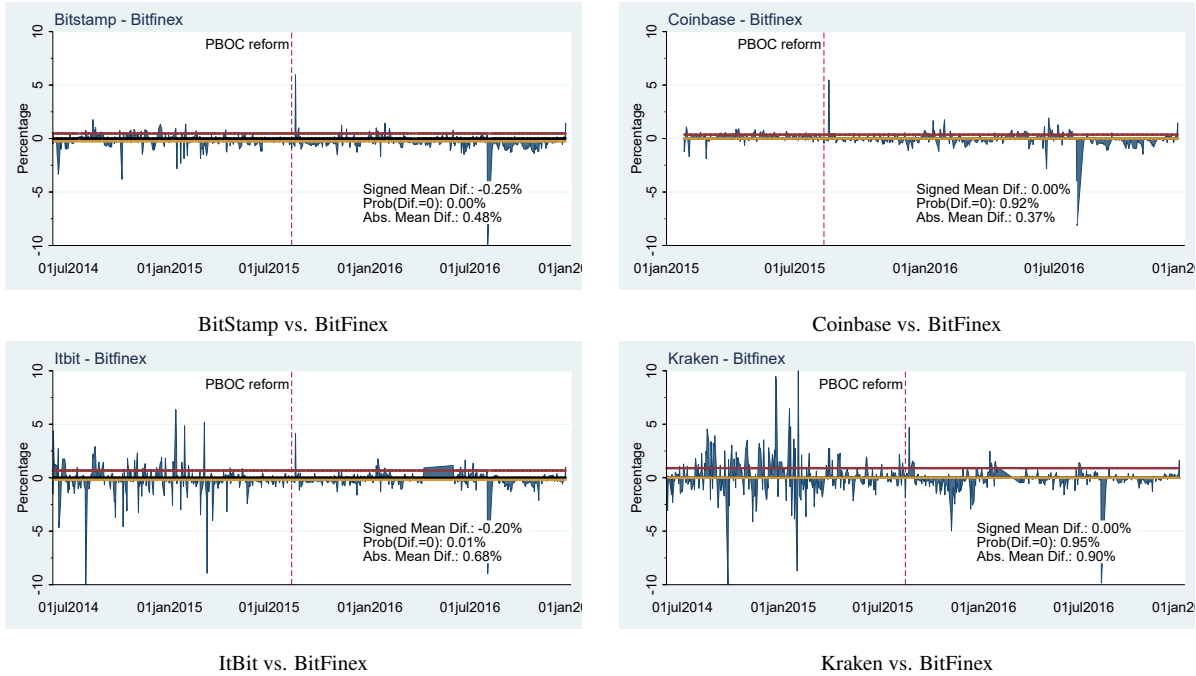 Bitstamp - Bitfinex
PBOC reform
Percentage
10
5
0
-5
-10
Signed Mean Dif.: -0.25%
Prob(Dif.=0): 0.00%
Abs. Mean Dif.: 0.48%
01jul2014 01jan2015 01jul2015 01jan2016 01jul2016 01jan20
BitStamp vs. BitFinex
Coinbase - Bitfinex
PBOC reform
Percentage
10
5
0
-5
-10
Signed Mean Dif.: 0.00%
Prob(Dif.=0): 0.92%
Abs. Mean Dif.: 0.37%
01jan2015 01jul2015 01jan2016 01jul2016 01jan20
Coinbase vs. BitFinex
Itbit - Bitfinex
PBOC reform
Percentage
10
5
0
-5
-10
Signed Mean Dif.: -0.20%
Prob(Dif.=0): 0.01%
Abs. Mean Dif.: 0.68%
01jul2014 01jan2015 01jul2015 01jan2016 01jul2016 01jan20
ItBit vs. BitFinex
Kraken - Bitfinex
PBOC reform
Percentage
10
5
0
-5
-10
Signed Mean Dif.: 0.00%
Prob(Dif.=0): 0.95%
Abs. Mean Dif.: 0.90%
01jul2014 01jan2015 01jul2015 01jan2016 01jul2016 01jan20
Kraken vs. BitFinex